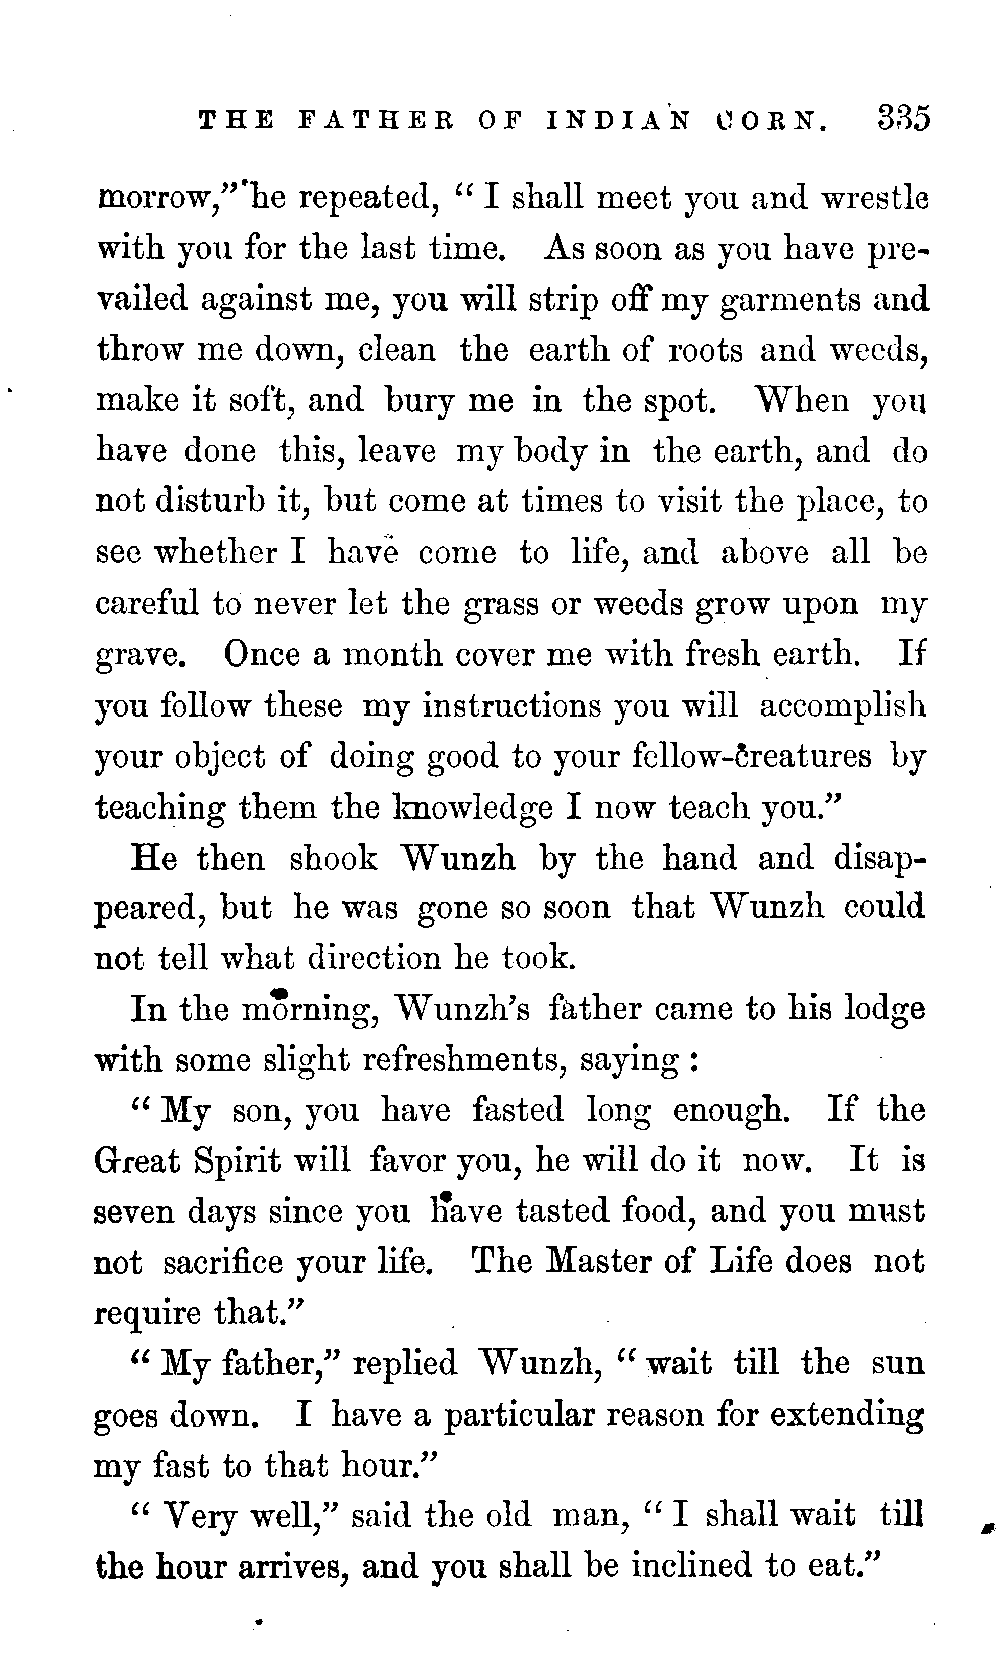 THE FATHER OF INDIAN CORN. 335
morrow," he repeated, "I shall meet you and wrestle
with you for the last time. As soon as you have pre-
vailed against me, you will strip off my garments and
throw me down, clean the earth of roots and weeds,
make it soft, and bury me in the spot. When you
have done this, leave my body in the earth, and do
not disturb it, but come at times to visit the place, to
see whether I have come to life, and above all be
careful to never let the grass or weeds grow upon my
grave. Once a month cover me with fresh earth. If
you follow these my instructions you will accomplish
your object of doing good to your fellow-creatures by
teaching them the knowledge I now teach you."
He then shook Wunzh by the hand and disap-
peared, but he was gone so soon that Wunzh could
not tell what direction he took.
In the morning, Wunzh's father came to his lodge
with some slight refreshments, saying:
"My son, you have fasted long enough. If the
Great Spirit will favor you, he will do it now. It is
seven days since you have tasted food, and you must
not sacrifice your life. The Master of Life does not
require that."
"My father," replied Wunzh, "wait till the sun
goes down. I have a particular reason for extending
my fast to that hour."
"Very well," said the old man, "I shall wait till
the hour arrives, and you shall be inclined to eat."